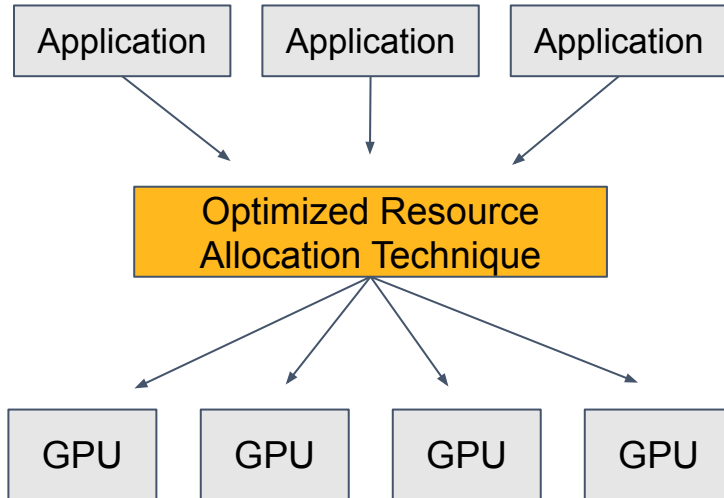 Application
Application
Application
Optimized Resource
Allocation Technique
GPU
GPU
GPU
GPU